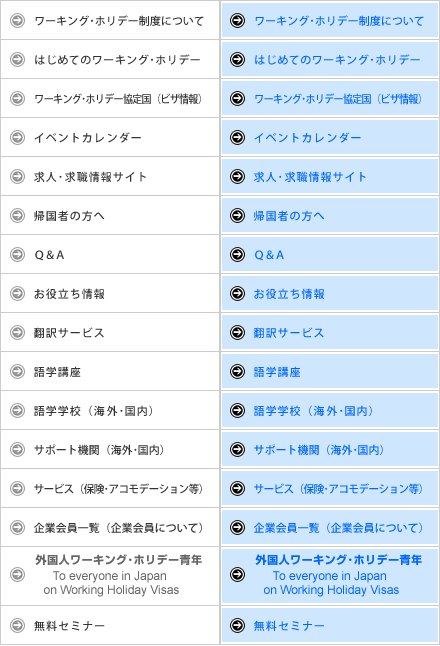 ワーキング･ホリデー制度について ワーキング･ホリデー制度について
はじめてのワーキング･ホリデー はじめてのワーキング･ホリデー
ワーキング･ホリデー協定国（ビザ情報） ワーキング･ホリデー協定国（ビザ情報）
イベントカレンダー イベントカレンダー
求人･求職情報サイト 求人･求職情報サイト
帰国者の方へ 帰国者の方へ
Q＆A Q＆A
お役立ち情報 お役立ち情報
翻訳サービス 翻訳サービス
語学講座 語学講座
語学学校（海外･国内） 語学学校（海外･国内）
サポート機関（海外･国内） サポート機関（海外･国内）
サービス（保険･アコモデーション等） サービス（保険･アコモデーション等）
企業会員一覧（企業会員について） 企業会員一覧（企業会員について）
外国人ワーキング･ホリデー青年 外国人ワーキング･ホリデー青年
To everyone in Japan To everyone in Japan
on Working Holiday Visas on Working Holiday Visas
無料セミナー 無料セミナー